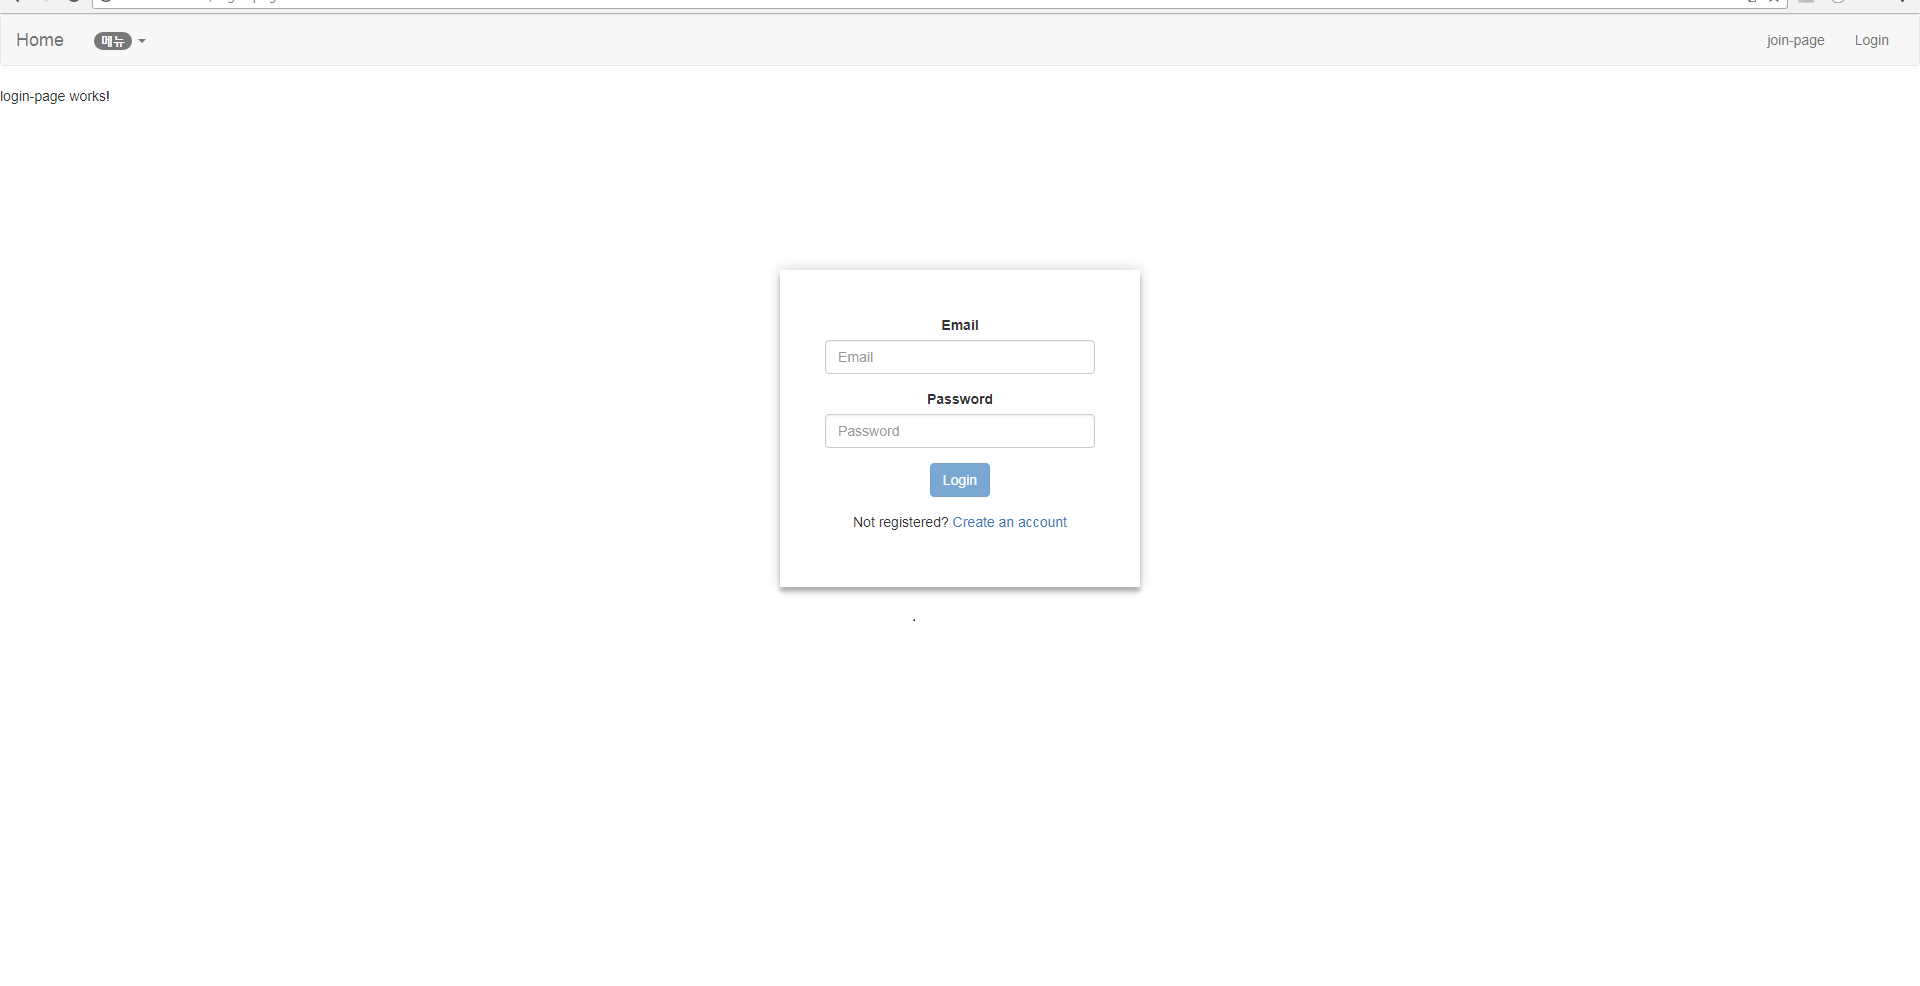 Home 메뉴 join-page Login
login-page works!
Email
Email
Password
Password
Login
Not registered? Create an account
.